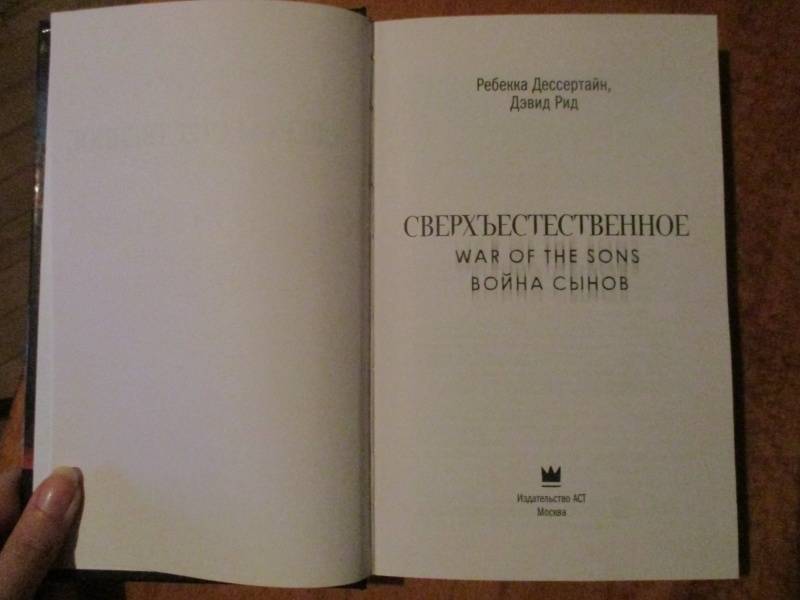 Ребекка Дессертайн,
Дэвид Рид
СВЕРХЪЕСТЕСТВЕННОЕ
WAR OF THE SONS
ВОЙНА СЫНОВ
Издательство АСТ
Москва